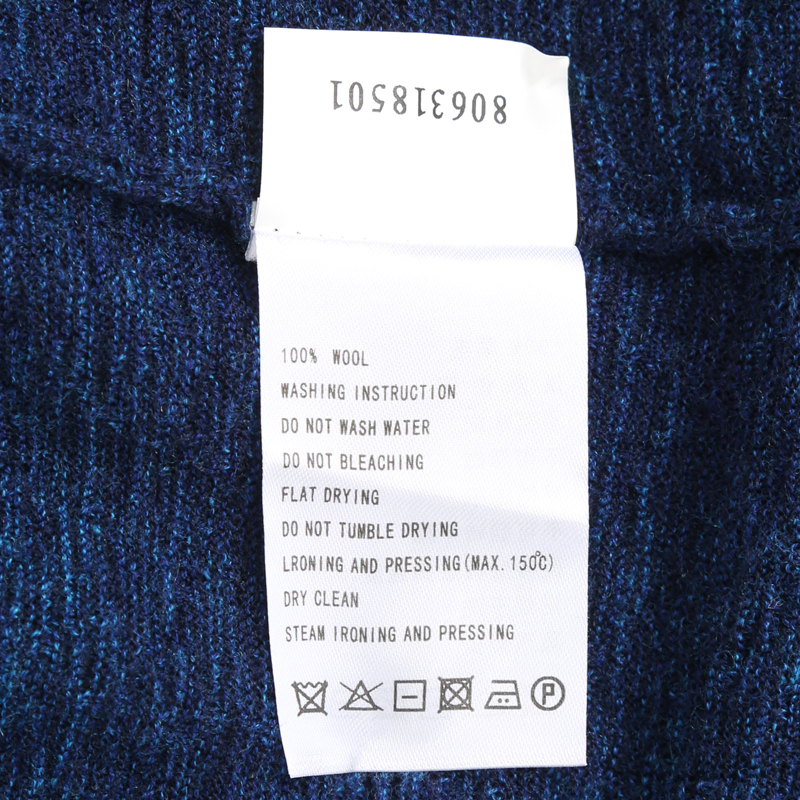 806318501
100% WOOL
WASHING INSTRUCTION
DO NOT WASH WATER
DO NOT BLEACHING
FLAT DRYING
DO NOT TUMBLE DRYING
LRONING AND PRESSING(MAX.150℃)
DRY CLEAN
STEAM IRONING AND PRESSING
P